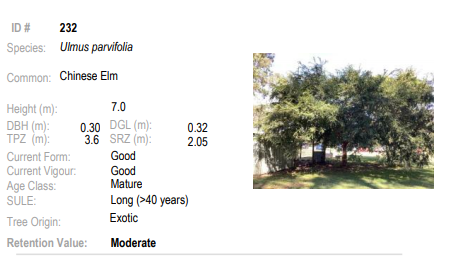 ID # 232
Species: Ulmus parvifolia
Common: Chinese Elm
Height (m): 7.0
DBH (m): 0.30 DGL (m): 0.32
TPZ (m): 3.6 SRZ (m): 2.05
Current Form: Good
Current Vigour: Good
Age Class: Mature
SULE: Long (>40 years)
Tree Origin: Exotic
Retention Value: Moderate